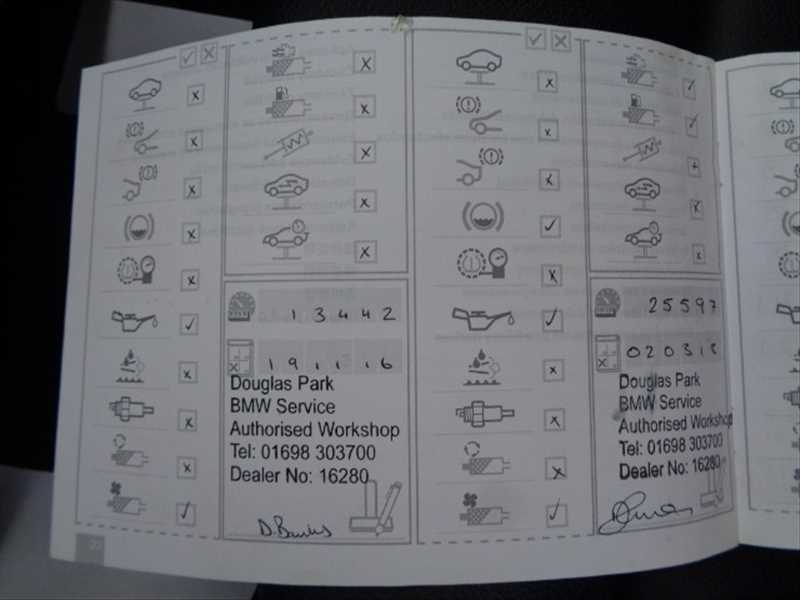 13442
19.11.16
Douglas Park
BMW Service
Authorised Workshop
Tel: 01698 303700
Dealer No: 16280
25597
020318
Douglas Park
BMW Service
Authorised Workshop
Tel: 01698 303700
Dealer No: 16280